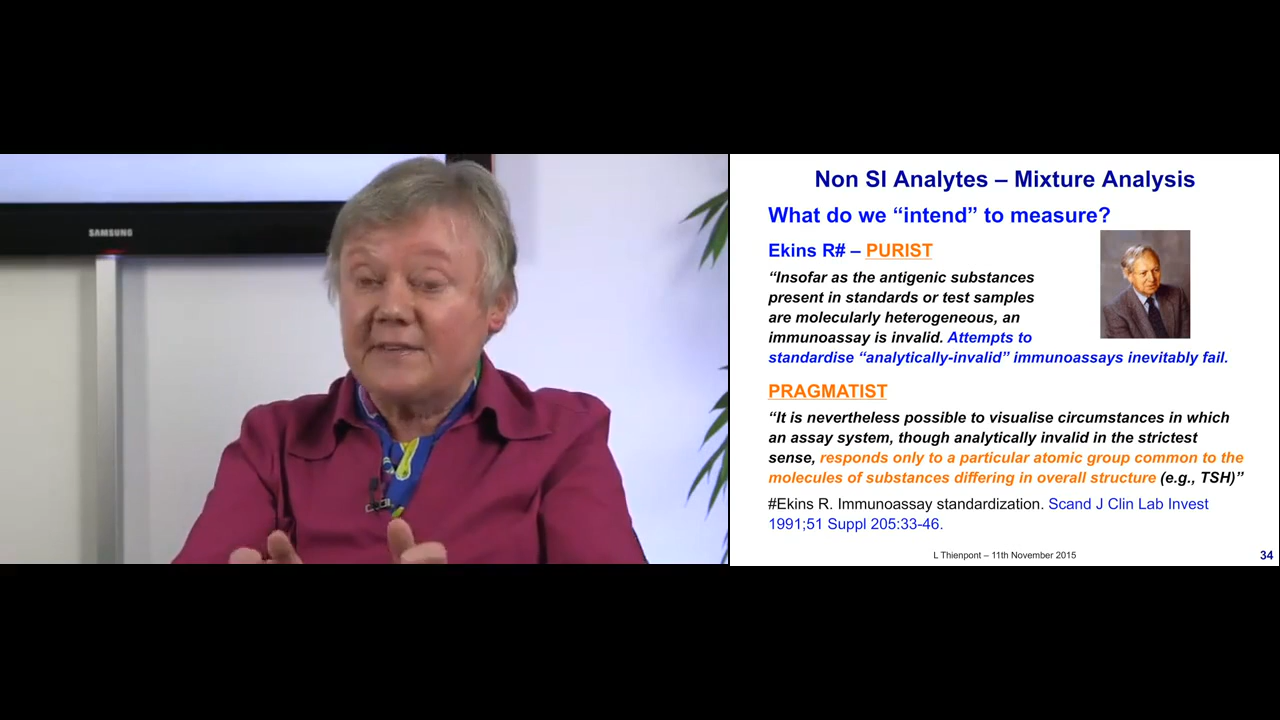 SAMSUNG
Non SI Analytes – Mixture Analysis
What do we “intend” to measure?
Ekins R# – PURIST
“Insofar as the antigenic substances
present in standards or test samples
are molecularly heterogeneous, an
immunoassay is invalid. Attempts to
standardise “analytically-invalid” immunoassays inevitably fail.
PRAGMATIST
“It is nevertheless possible to visualise circumstances in which
an assay system, though analytically invalid in the strictest
sense, responds only to a particular atomic group common to the
molecules of substances differing in overall structure (e.g., TSH)”
#Ekins R. Immunoassay standardization. Scand J Clin Lab Invest
1991;51 Suppl 205:33-46.
L Thienpont – 11th November 2015
34